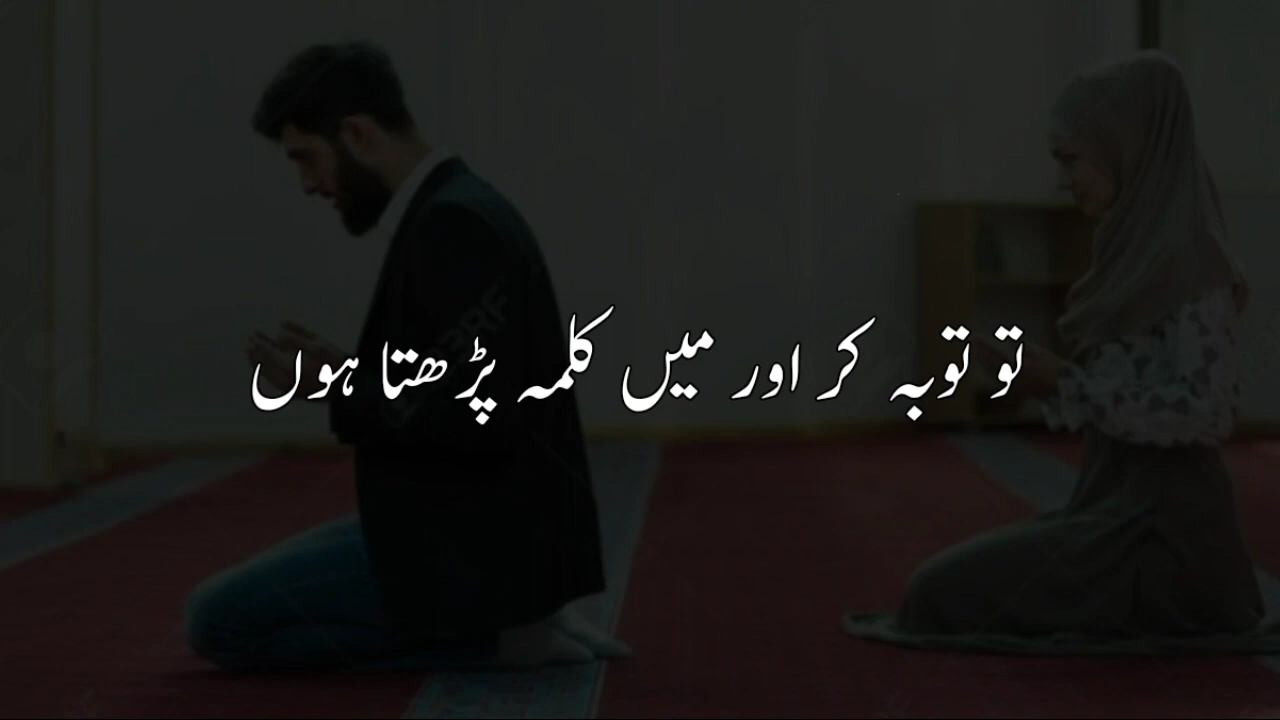 تو توبہ کر اور میں کلمہ پڑھتا ہوں